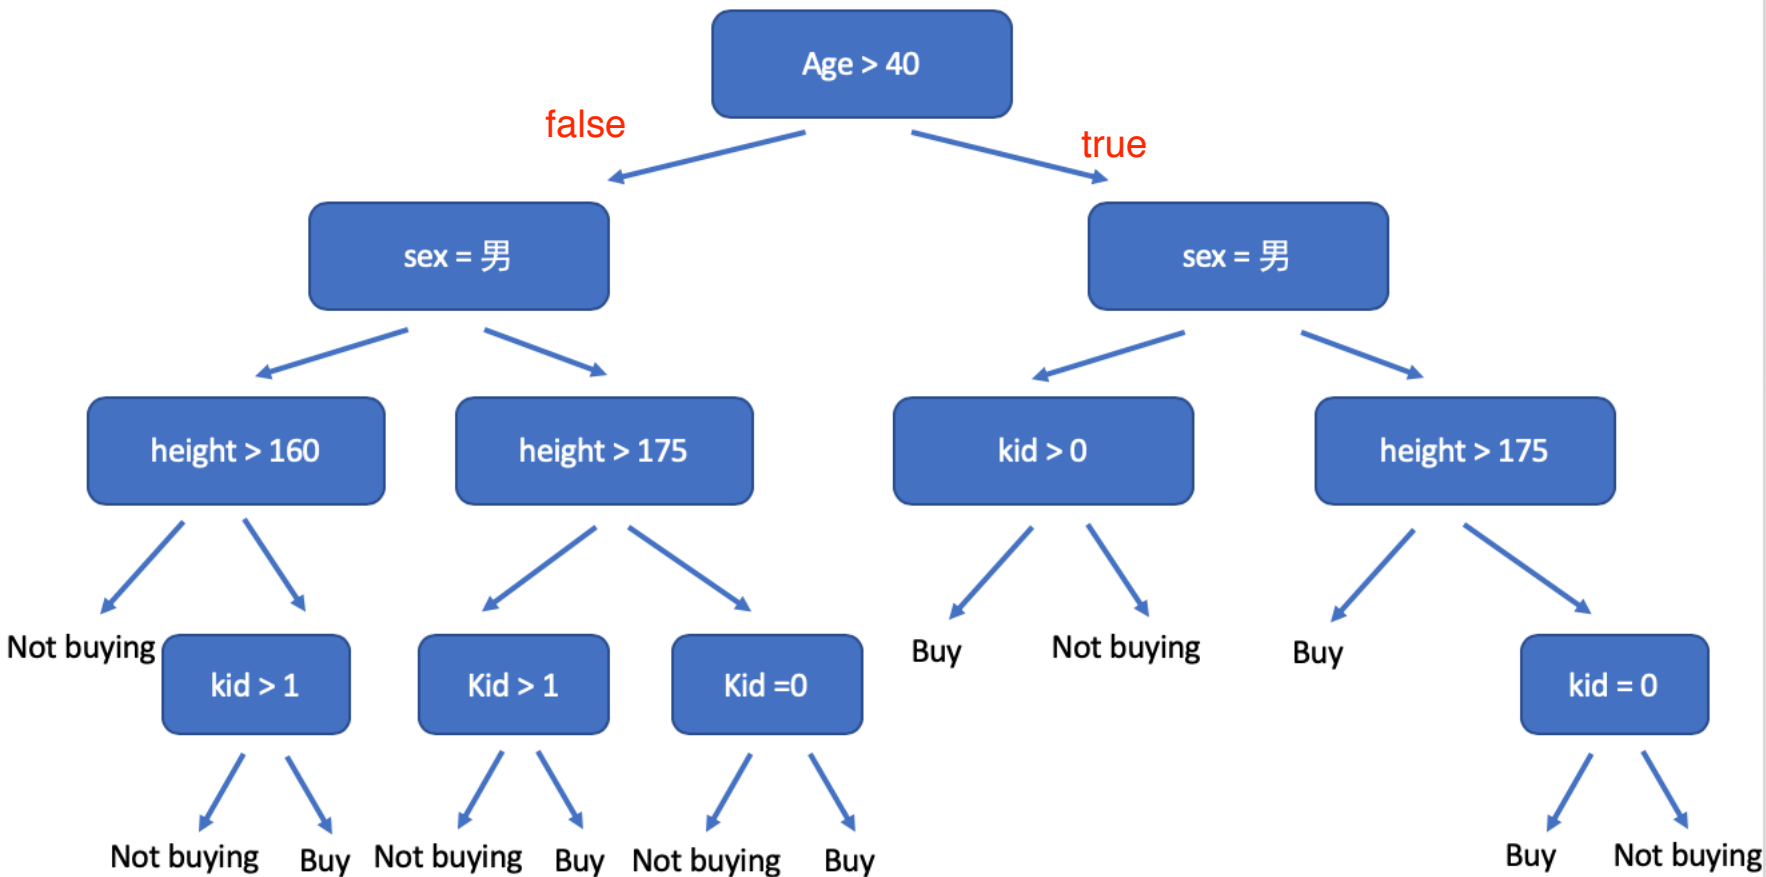 Age > 40
false
true
sex = 男
sex = 男
height > 160
height > 175
kid > 0
height > 175
Not buying
kid > 1
Kid > 1
Kid =0
Buy
Not buying
Buy
kid = 0
Not buying
Buy
Not buying
Buy
Not buying
Buy
Buy
Not buying